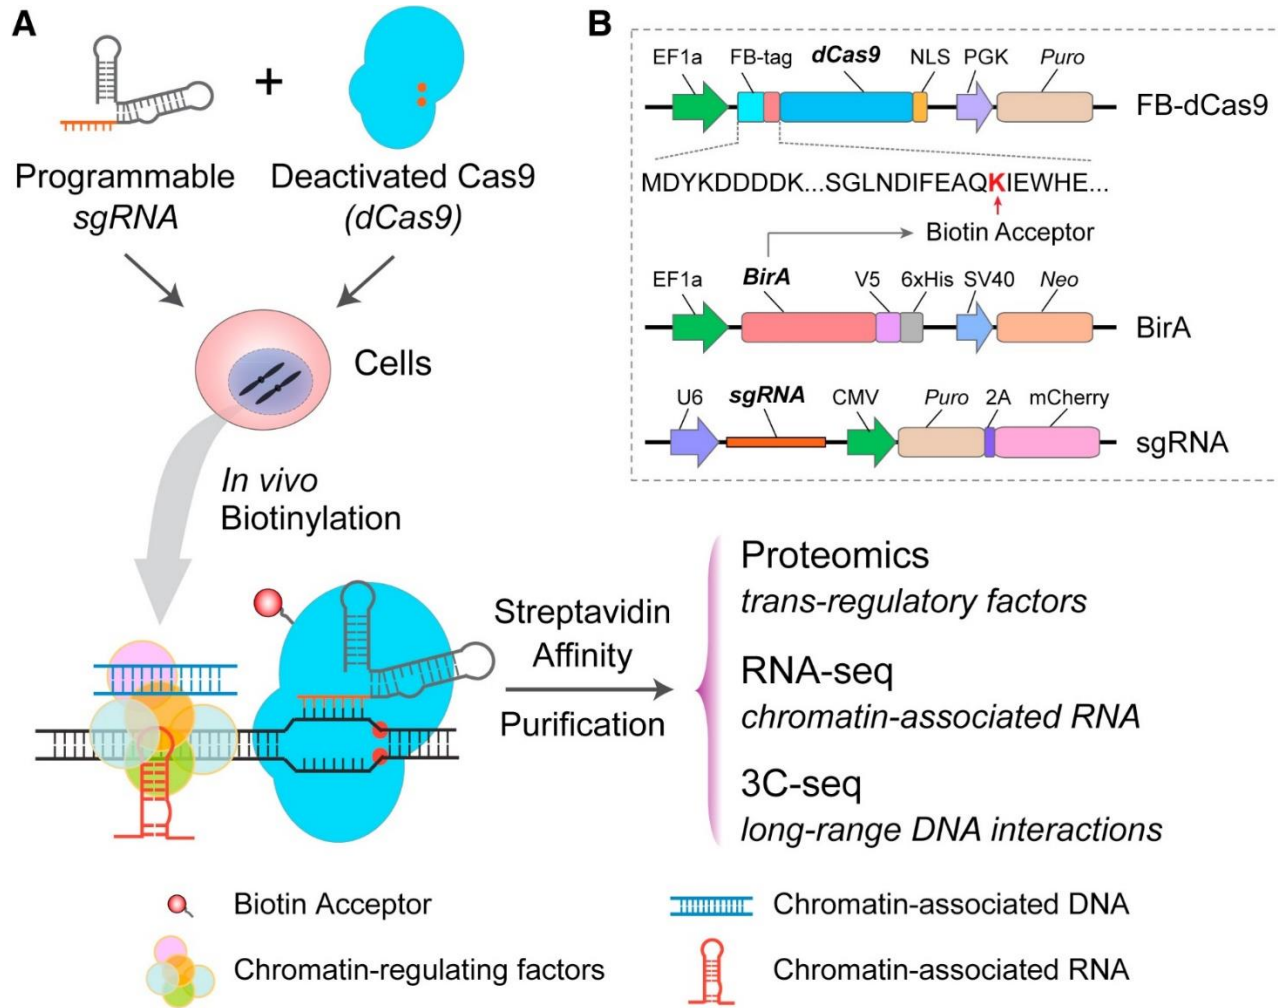 A
+
Programmable
sgRNA
Deactivated Cas9
(dCas9)
Cells
In vivo
Biotinylation
Streptavidin
Affinity
Purification
Proteomics
trans-regulatory factors
RNA-seq
chromatin-associated RNA
3C-seq
long-range DNA interactions
Biotin Acceptor
Chromatin-regulating factors
Chromatin-associated DNA
Chromatin-associated RNA
B
EF1a FB-tag dCas9 NLS PGK Puro
FB-dCas9
MDYKDDDDK...SGLNDIFEAQKIEWHE...
Biotin Acceptor
EF1a BirA V5 6xHis SV40 Neo
BirA
U6 sgRNA CMV Puro 2A mCherry
sgRNA